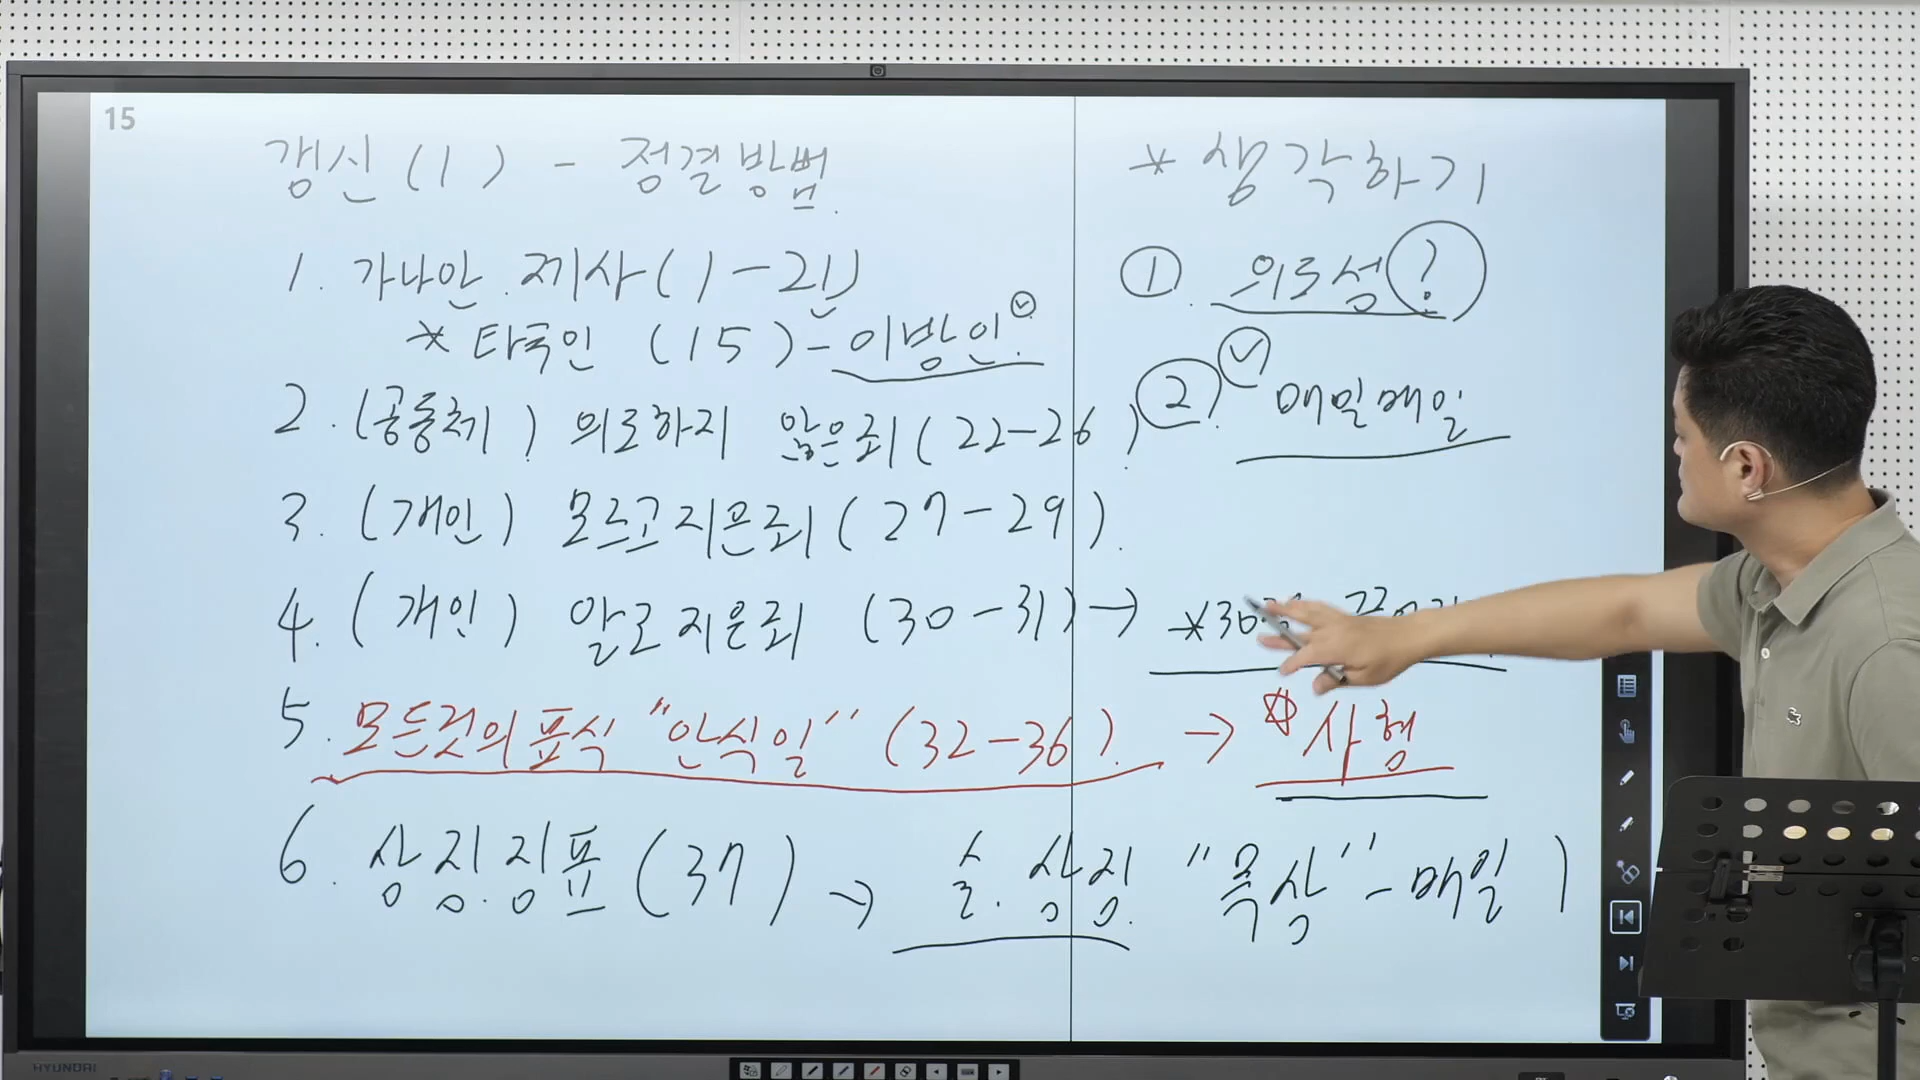 15
갱신(1) - 정결방법.
1. 가나안 제사(1-21)
* 타국인 (15) - 이방인.
2. (공동체) 의도하지 않은죄(22-26)
3. (개인) 모르고지은죄(27-29).
4. (개인) 알고지은죄 (30-31) →
5. 모든것의표식 "안식일" (32-36). → 사형
6. 상징.징표(37) → 술.상징. "묵상" - 매일)
* 생각하기
① 의도성?
②. 매일매일
HYUNDAI